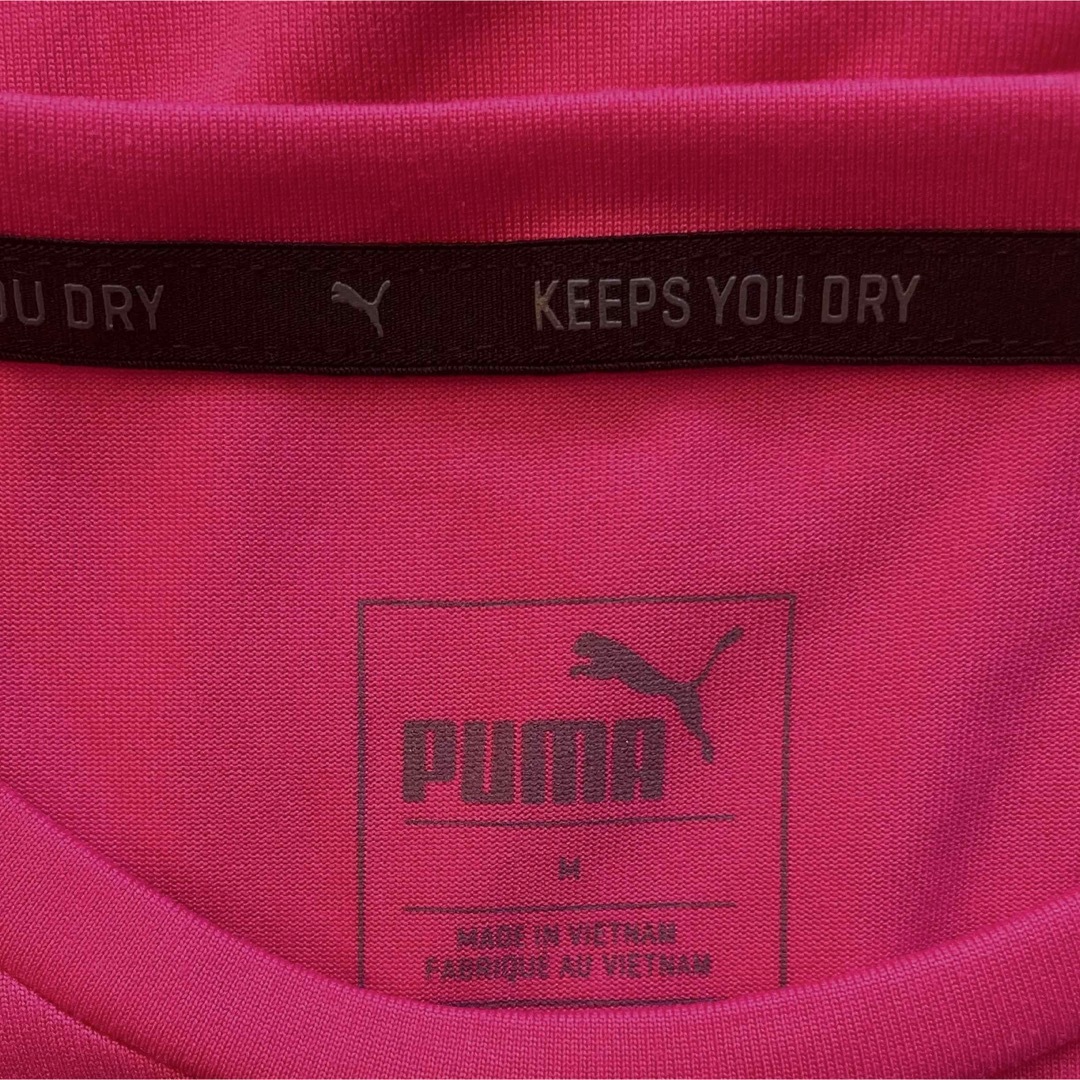 OU DRY KEEPS YOU DRY
PUMA
M
MADE IN VIETNAM
FABRIQUE AU VIETNAM